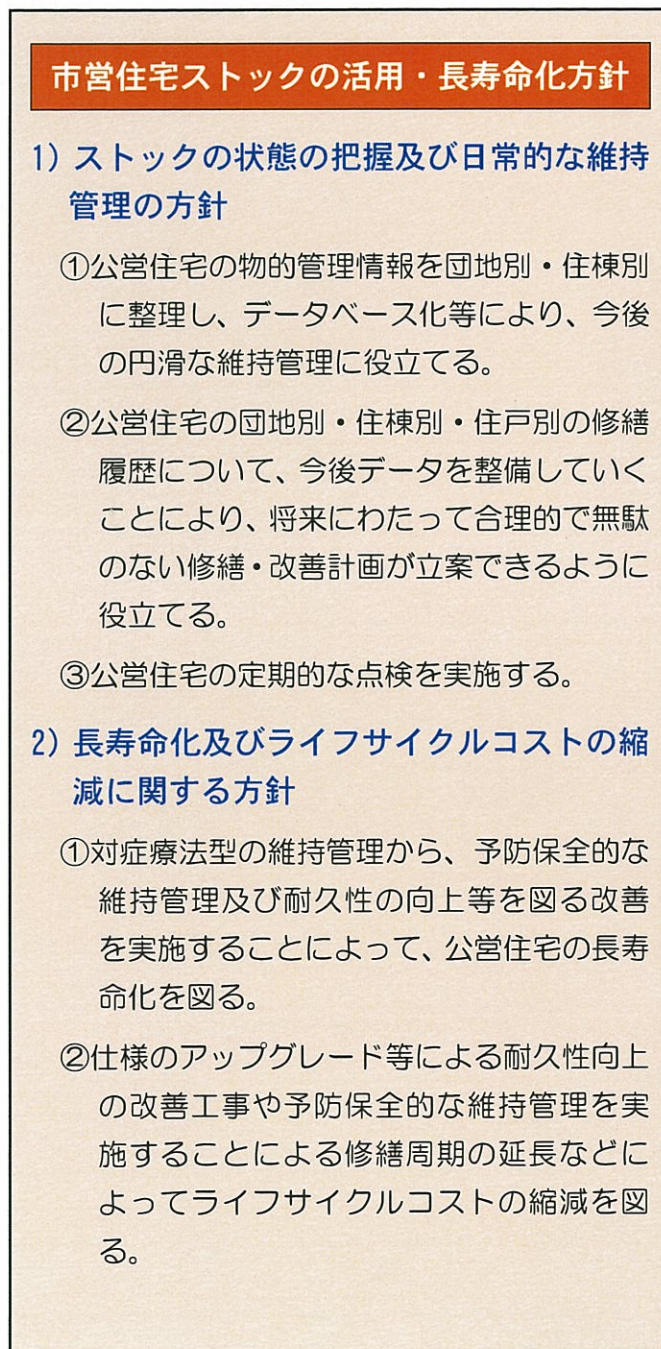 市営住宅ストックの活用・長寿命化方針
1) ストックの状態の把握及び日常的な維持
管理の方針
①公営住宅の物的管理情報を団地別・住棟別
に整理し、データベース化等により、今後
の円滑な維持管理に役立てる。
②公営住宅の団地別・住棟別・住戸別の修繕
履歴について、今後データを整備していく
ことにより、将来にわたって合理的で無駄
のない修繕・改善計画が立案できるように
役立てる。
③公営住宅の定期的な点検を実施する。
2) 長寿命化及びライフサイクルコストの縮
減に関する方針
①対症療法型の維持管理から、予防保全的な
維持管理及び耐久性の向上等を図る改善
を実施することによって、公営住宅の長寿
命化を図る。
②仕様のアップグレード等による耐久性向上
の改善工事や予防保全的な維持管理を実
施することによる修繕周期の延長などに
よってライフサイクルコストの縮減を図
る。